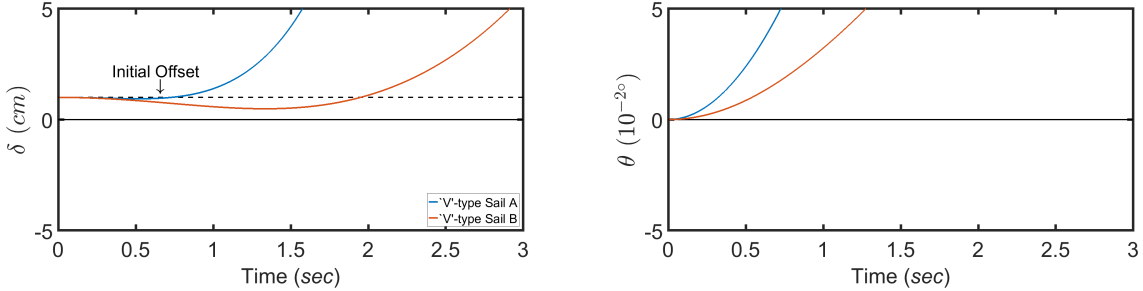 5
0
-5
δ (cm)
Initial Offset
↓
`V'-type Sail A
`V'-type Sail B
0 0.5 1 1.5 2 2.5 3
Time (sec)
5
0
-5
θ (10⁻²°)
0 0.5 1 1.5 2 2.5 3
Time (sec)